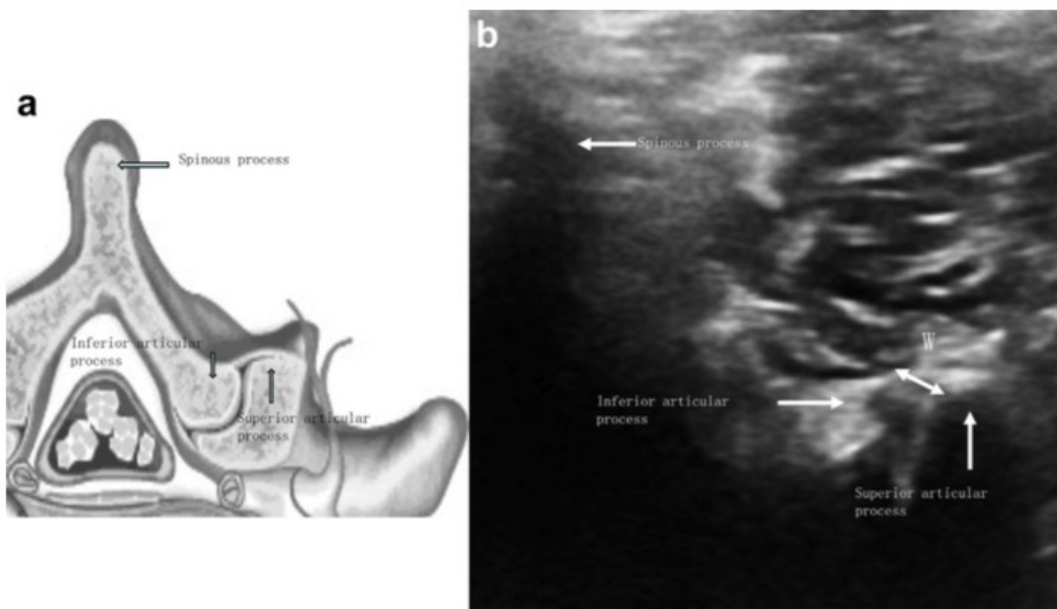 a
Spinous process
Inferior articular
process
Superior articular
process
b
Spinous process
W
Inferior articular
process
Superior articular
process